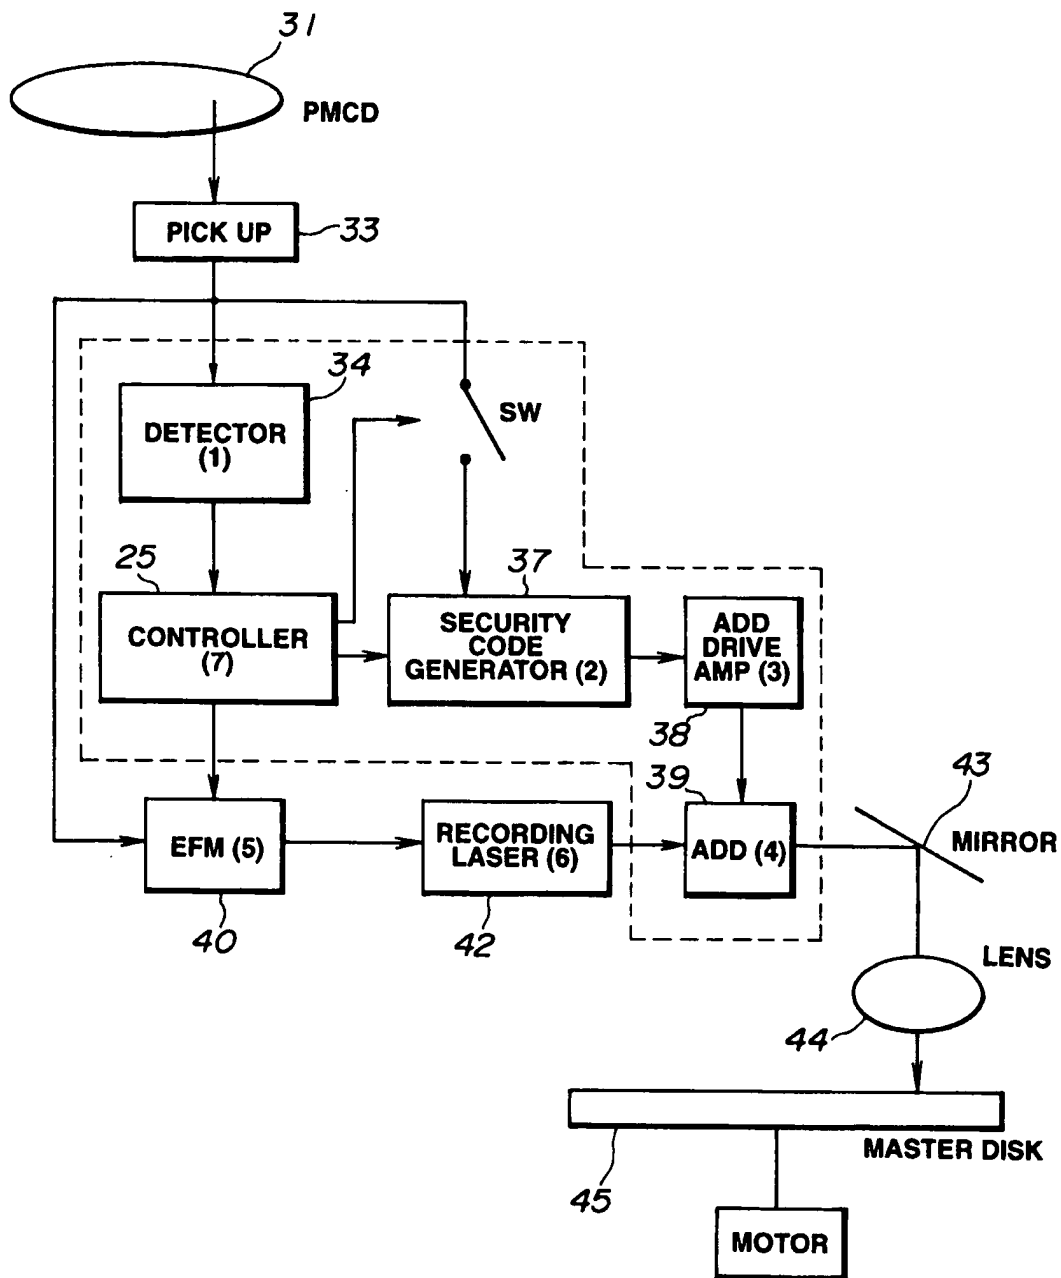 31
PMCD
PICK UP
33
34
DETECTOR
(1)
SW
25
37
CONTROLLER
(7)
SECURITY
CODE
GENERATOR (2)
ADD
DRIVE
AMP (3)
38
39
43
EFM (5)
RECORDING
LASER (6)
ADD (4)
MIRROR
40
42
LENS
44
MASTER DISK
45
MOTOR